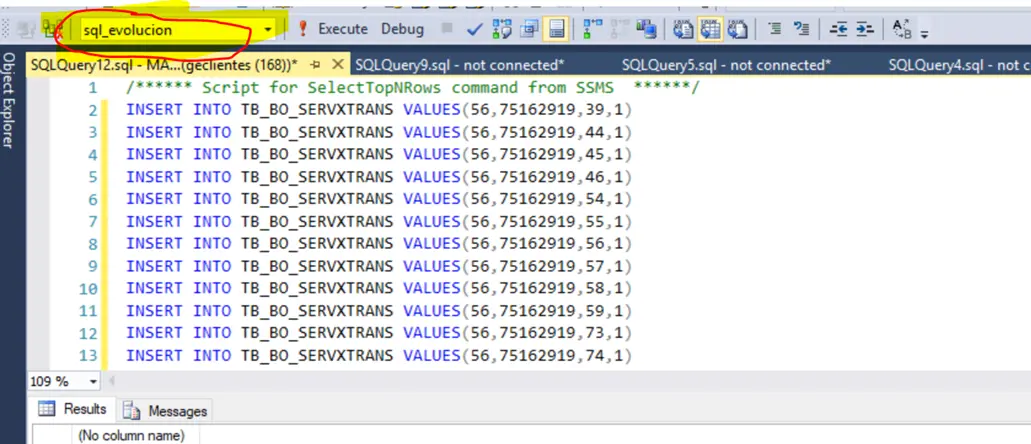 sql_evolucion Execute Debug
SQLQuery12.sql - MA...(geclientes (168))* SQLQuery9.sql - not connected* SQLQuery5.sql - not connected* SQLQuery4.sql - not c
Object Explorer
1 /****** Script for SelectTopNRows command from SSMS ******/
2 INSERT INTO TB_BO_SERVXTRANS VALUES(56,75162919,39,1)
3 INSERT INTO TB_BO_SERVXTRANS VALUES(56,75162919,44,1)
4 INSERT INTO TB_BO_SERVXTRANS VALUES(56,75162919,45,1)
5 INSERT INTO TB_BO_SERVXTRANS VALUES(56,75162919,46,1)
6 INSERT INTO TB_BO_SERVXTRANS VALUES(56,75162919,54,1)
7 INSERT INTO TB_BO_SERVXTRANS VALUES(56,75162919,55,1)
8 INSERT INTO TB_BO_SERVXTRANS VALUES(56,75162919,56,1)
9 INSERT INTO TB_BO_SERVXTRANS VALUES(56,75162919,57,1)
10 INSERT INTO TB_BO_SERVXTRANS VALUES(56,75162919,58,1)
11 INSERT INTO TB_BO_SERVXTRANS VALUES(56,75162919,59,1)
12 INSERT INTO TB_BO_SERVXTRANS VALUES(56,75162919,73,1)
13 INSERT INTO TB_BO_SERVXTRANS VALUES(56,75162919,74,1)
109 %
Results Messages
(No column name)